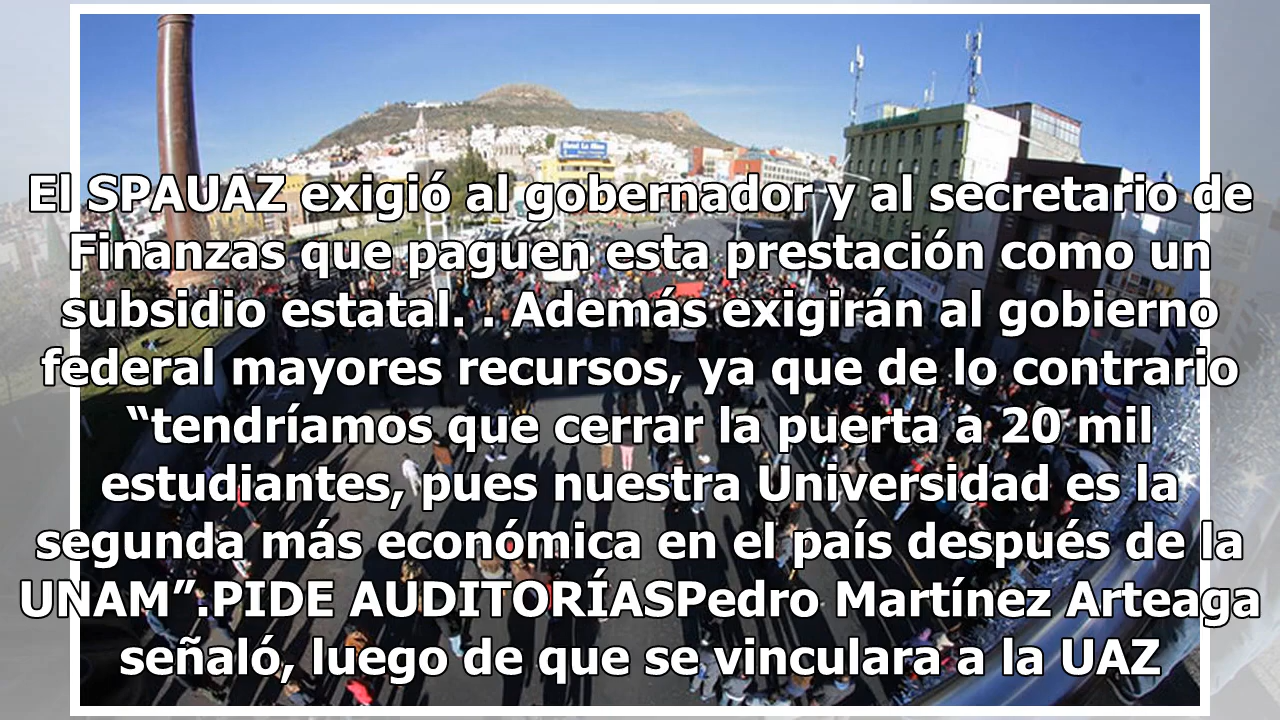 Hotel La Mina
El SPAUAZ exigió al gobernador y al secretario de
Finanzas que paguen esta prestación como un
subsidio estatal. . Además exigirán al gobierno
federal mayores recursos, ya que de lo contrario
“tendríamos que cerrar la puerta a 20 mil
estudiantes, pues nuestra Universidad es la
segunda más económica en el país después de la
UNAM”.PIDE AUDITORÍASPedro Martínez Arteaga
señaló, luego de que se vinculara a la UAZ